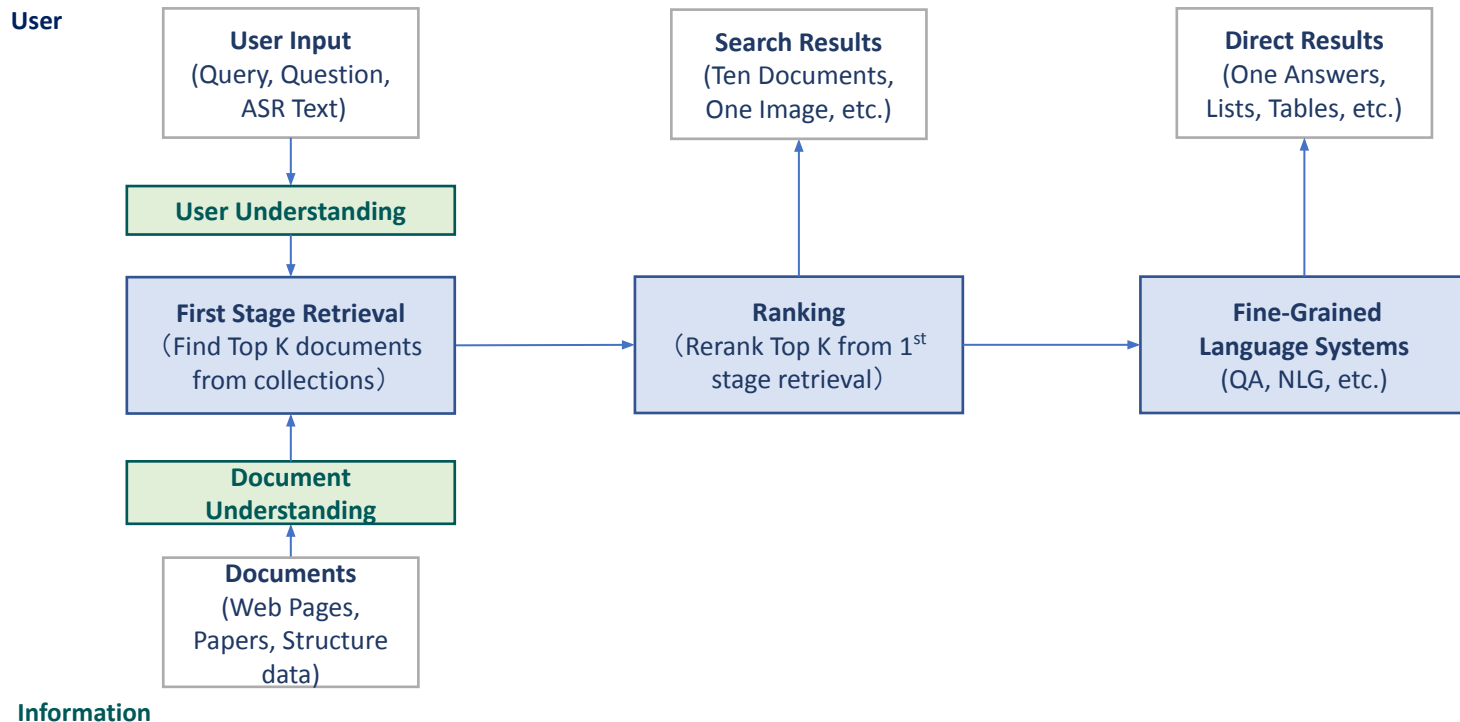 User
User Input
(Query, Question,
ASR Text)
Search Results
(Ten Documents,
One Image, etc.)
Direct Results
(One Answers,
Lists, Tables, etc.)
User Understanding
First Stage Retrieval
（Find Top K documents
from collections）
Ranking
（Rerank Top K from 1st
stage retrieval）
Fine-Grained
Language Systems
(QA, NLG, etc.)
Document
Understanding
Documents
(Web Pages,
Papers, Structure
data)
Information